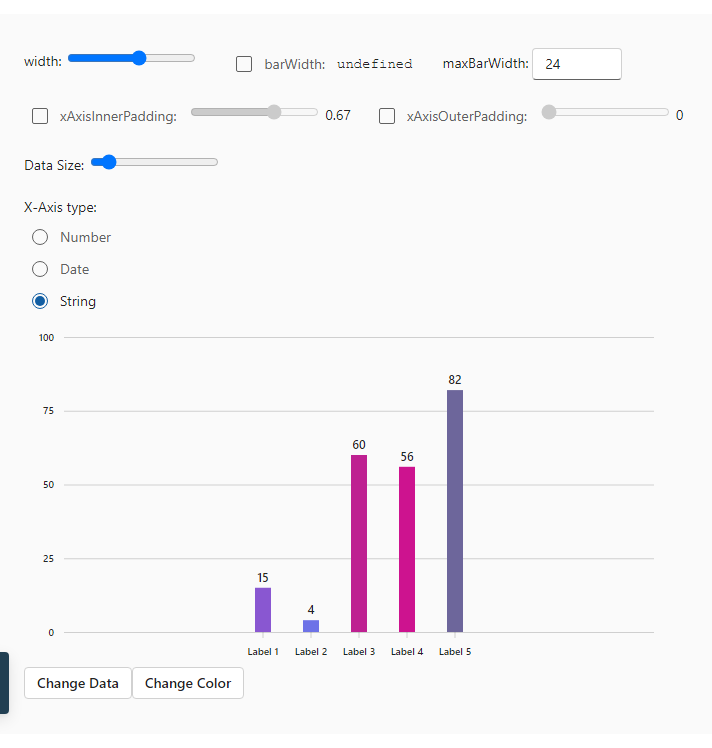 width: barWidth: undefined maxBarWidth: 24
xAxisInnerPadding: 0.67 xAxisOuterPadding: 0
Data Size:
X-Axis type:
Number
Date
String
100
82
75
60
56
50
25
15
4
0
Label 1 Label 2 Label 3 Label 4 Label 5
Change Data Change Color